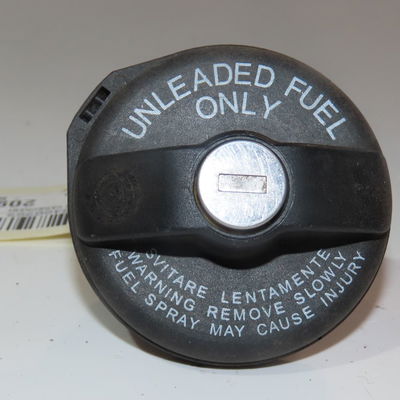 UNLEADED FUEL
ONLY
SVITARE LENTAMENTE
WARNING REMOVE SLOWLY
FUEL SPRAY MAY CAUSE INJURY